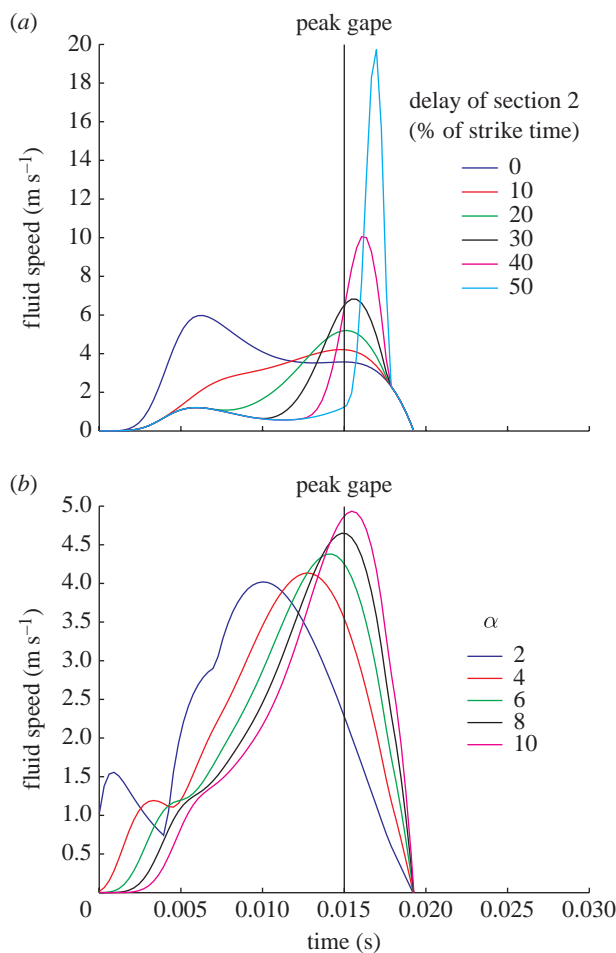 (a)
peak gape
20
18
16
14
12
10
8
6
4
2
0
fluid speed (m s⁻¹)
delay of section 2
(% of strike time)
0
10
20
30
40
50
(b)
peak gape
5.0
4.5
4.0
3.5
3.0
2.5
2.0
1.5
1.0
0.5
fluid speed (m s⁻¹)
α
2
4
6
8
10
0 0.005 0.010 0.015 0.020 0.025 0.030
time (s)